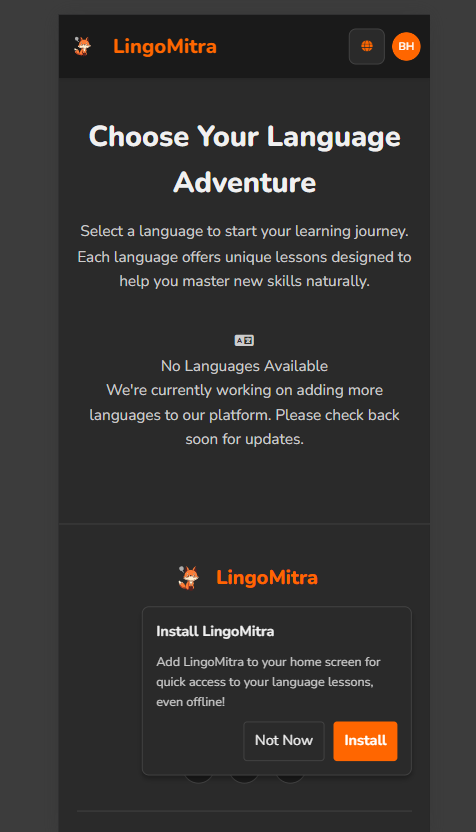 LingoMitra
BH
Choose Your Language
Adventure
Select a language to start your learning journey.
Each language offers unique lessons designed to
help you master new skills naturally.
No Languages Available
We're currently working on adding more
languages to our platform. Please check back
soon for updates.
LingoMitra
Install LingoMitra
Add LingoMitra to your home screen for
quick access to your language lessons,
even offline!
Not Now
Install